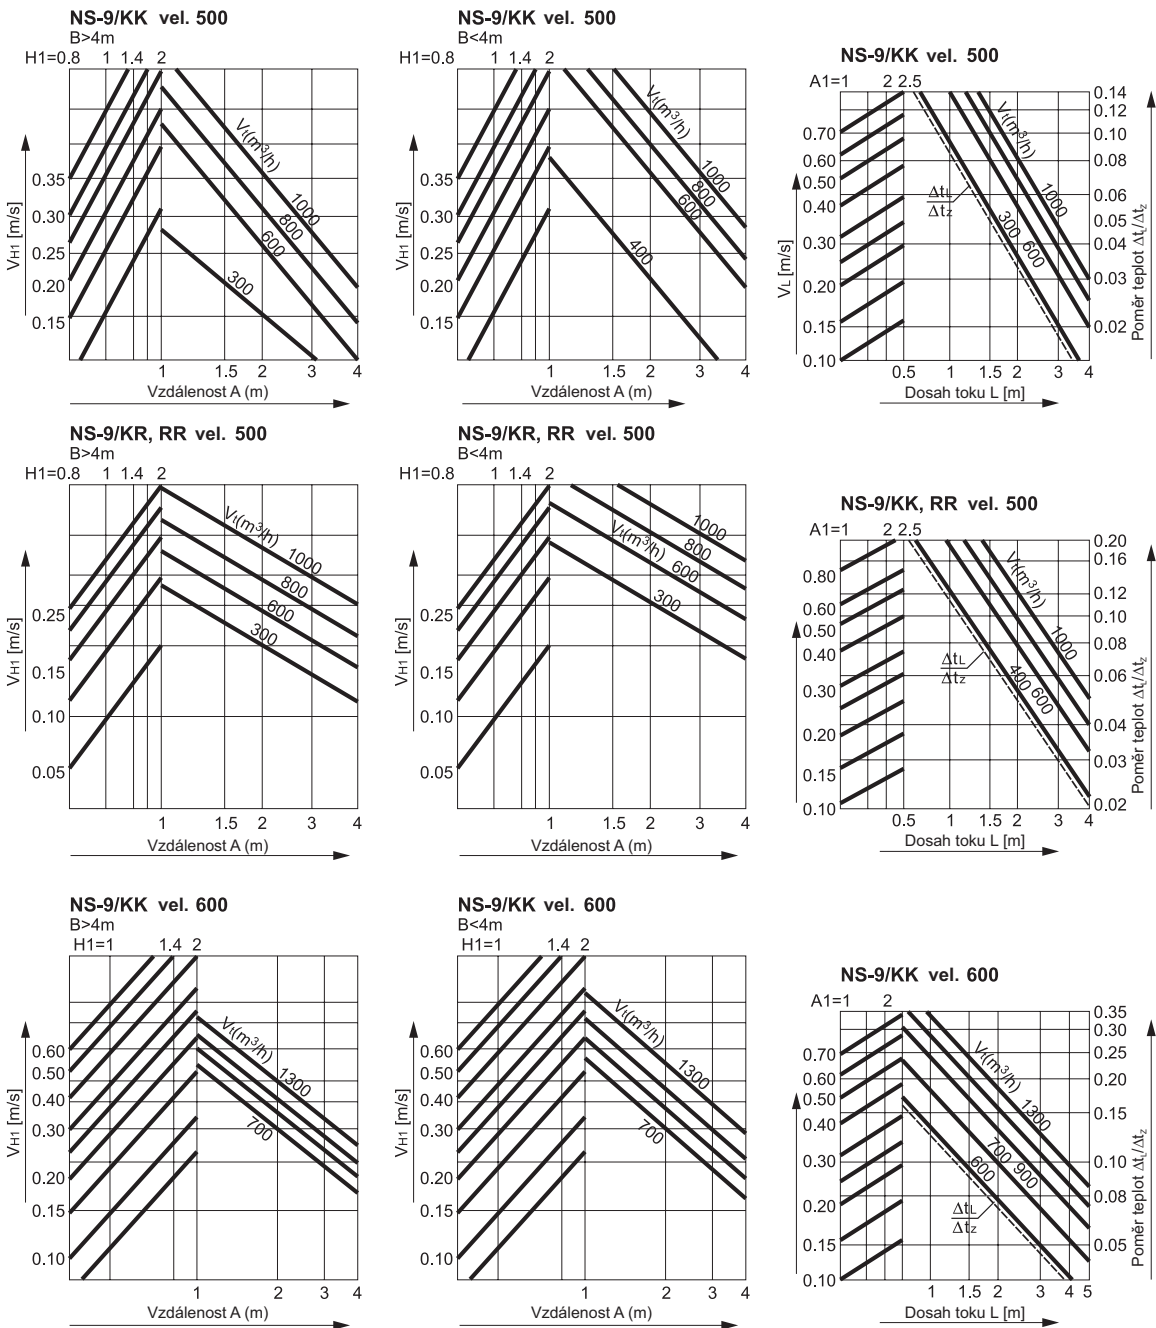 NS-9/KK vel. 500
B>4m
H1=0.8 1 1.4 2
Vt(m³/h)
1000
800
600
300
0.35
0.30
0.25
0.20
0.15
VH1 [m/s]
1 1.5 2 3 4
Vzdálenost A (m)
NS-9/KK vel. 500
B<4m
H1=0.8 1 1.4 2
Vt(m³/h)
1000
800
600
400
0.35
0.30
0.25
0.20
0.15
VH1 [m/s]
1 1.5 2 3 4
Vzdálenost A (m)
NS-9/KK vel. 500
A1=1 2 2.5
Vt(m³/h)
1000
ΔtL
Δtz
300
600
0.70
0.60
0.50
0.40
0.30
0.20
0.15
0.10
VL [m/s]
0.14
0.12
0.10
0.08
0.06
0.05
0.04
0.03
0.02
Poměr teplot ΔtL/Δtz
0.5 1 1.5 2 3 4
Dosah toku L [m]
NS-9/KR, RR vel. 500
B>4m
H1=0.8 1 1.4 2
Vt(m³/h)
1000
800
600
300
0.25
0.15
0.10
0.05
VH1 [m/s]
1 1.5 2 3 4
Vzdálenost A (m)
NS-9/KR, RR vel. 500
B<4m
H1=0.8 1 1.4 2
1000
800
Vt(m³/h)
600
300
0.25
0.15
0.10
0.05
VH1 [m/s]
1 1.5 2 3 4
Vzdálenost A (m)
NS-9/KK, RR vel. 500
A1=1 2 2.5
Vt(m³/h)
1000
ΔtL
Δtz
400
600
0.80
0.60
0.50
0.40
0.30
0.20
0.15
0.10
VH1 [m/s]
0.20
0.16
0.12
0.10
0.08
0.06
0.04
0.03
0.02
Poměr teplot ΔtL/Δtz
0.5 1 1.5 2 3 4
Dosah toku L [m]
NS-9/KK vel. 600
B>4m
H1=1 1.4 2
Vt(m³/h)
1300
700
0.60
0.50
0.40
0.30
0.20
0.15
0.10
VH1 [m/s]
1 2 3 4
Vzdálenost A (m)
NS-9/KK vel. 600
B<4m
H1=1 1.4 2
Vt(m³/h)
1300
700
0.60
0.50
0.40
0.30
0.20
0.15
0.10
VH1 [m/s]
1 2 3 4
Vzdálenost A (m)
NS-9/KK vel. 600
A1=1 2
Vt(m³/h)
1300
700
900
600
ΔtL
Δtz
0.70
0.60
0.50
0.40
0.30
0.20
0.15
0.10
VH1 [m/s]
0.35
0.30
0.25
0.20
0.15
0.10
0.08
0.05
Poměr teplot ΔtL/Δtz
1 1.5 2 3 4 5
Dosah toku L [m]